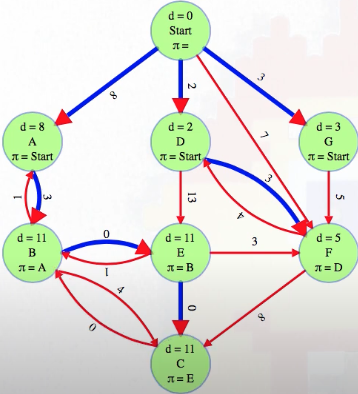 d = 0
Start
π =
8
2
3
7
d = 8
A
π = Start
d = 2
D
π = Start
d = 3
G
π = Start
1
3
13
3
4
5
d = 11
B
π = A
0
1
d = 11
E
π = B
3
d = 5
F
π = D
4
0
0
8
d = 11
C
π = E